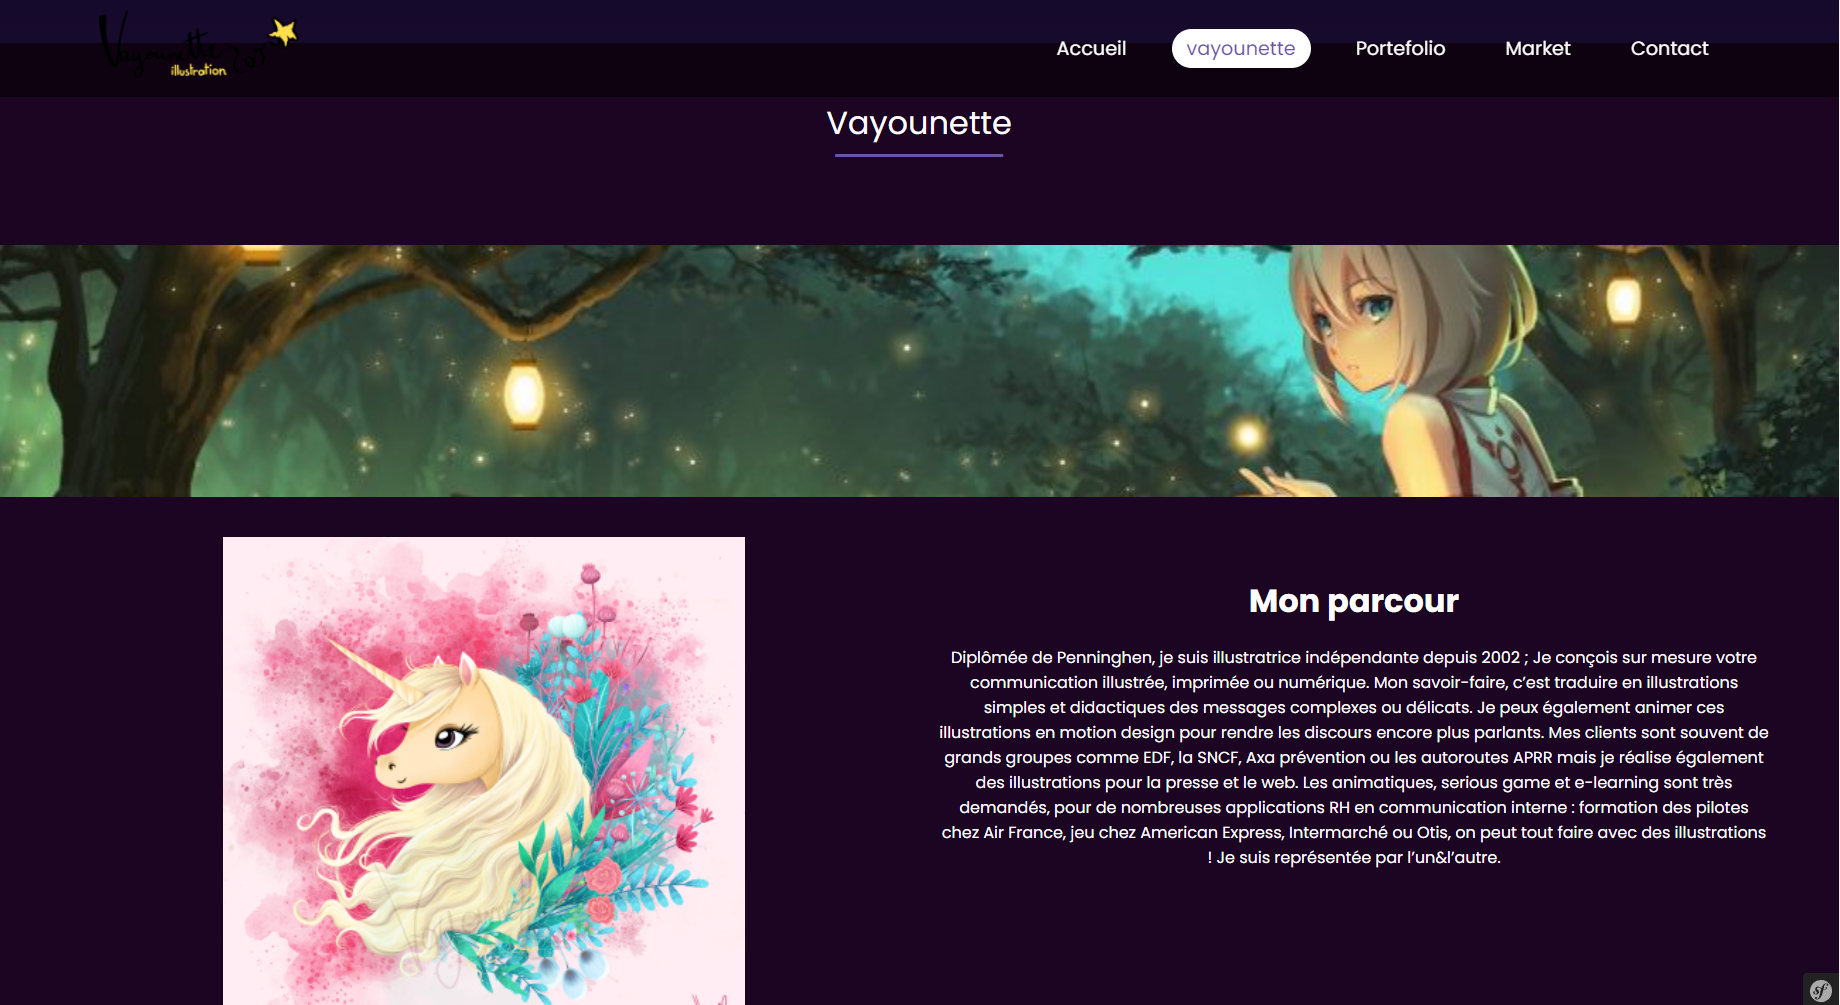 Vayounette
illustration
Accueil
vayounette
Portefolio
Market
Contact
Vayounette
Mon parcour
Diplômée de Penninghen, je suis illustratrice indépendante depuis 2002 ; Je conçois sur mesure votre
communication illustrée, imprimée ou numérique. Mon savoir-faire, c’est traduire en illustrations
simples et didactiques des messages complexes ou délicats. Je peux également animer ces
illustrations en motion design pour rendre les discours encore plus parlants. Mes clients sont souvent de
grands groupes comme EDF, la SNCF, Axa prévention ou les autoroutes APRR mais je réalise également
des illustrations pour la presse et le web. Les animatiques, serious game et e-learning sont très
demandés, pour de nombreuses applications RH en communication interne : formation des pilotes
chez Air France, jeu chez American Express, Intermarché ou Otis, on peut tout faire avec des illustrations
! Je suis représentée par l’un&l’autre.
sf